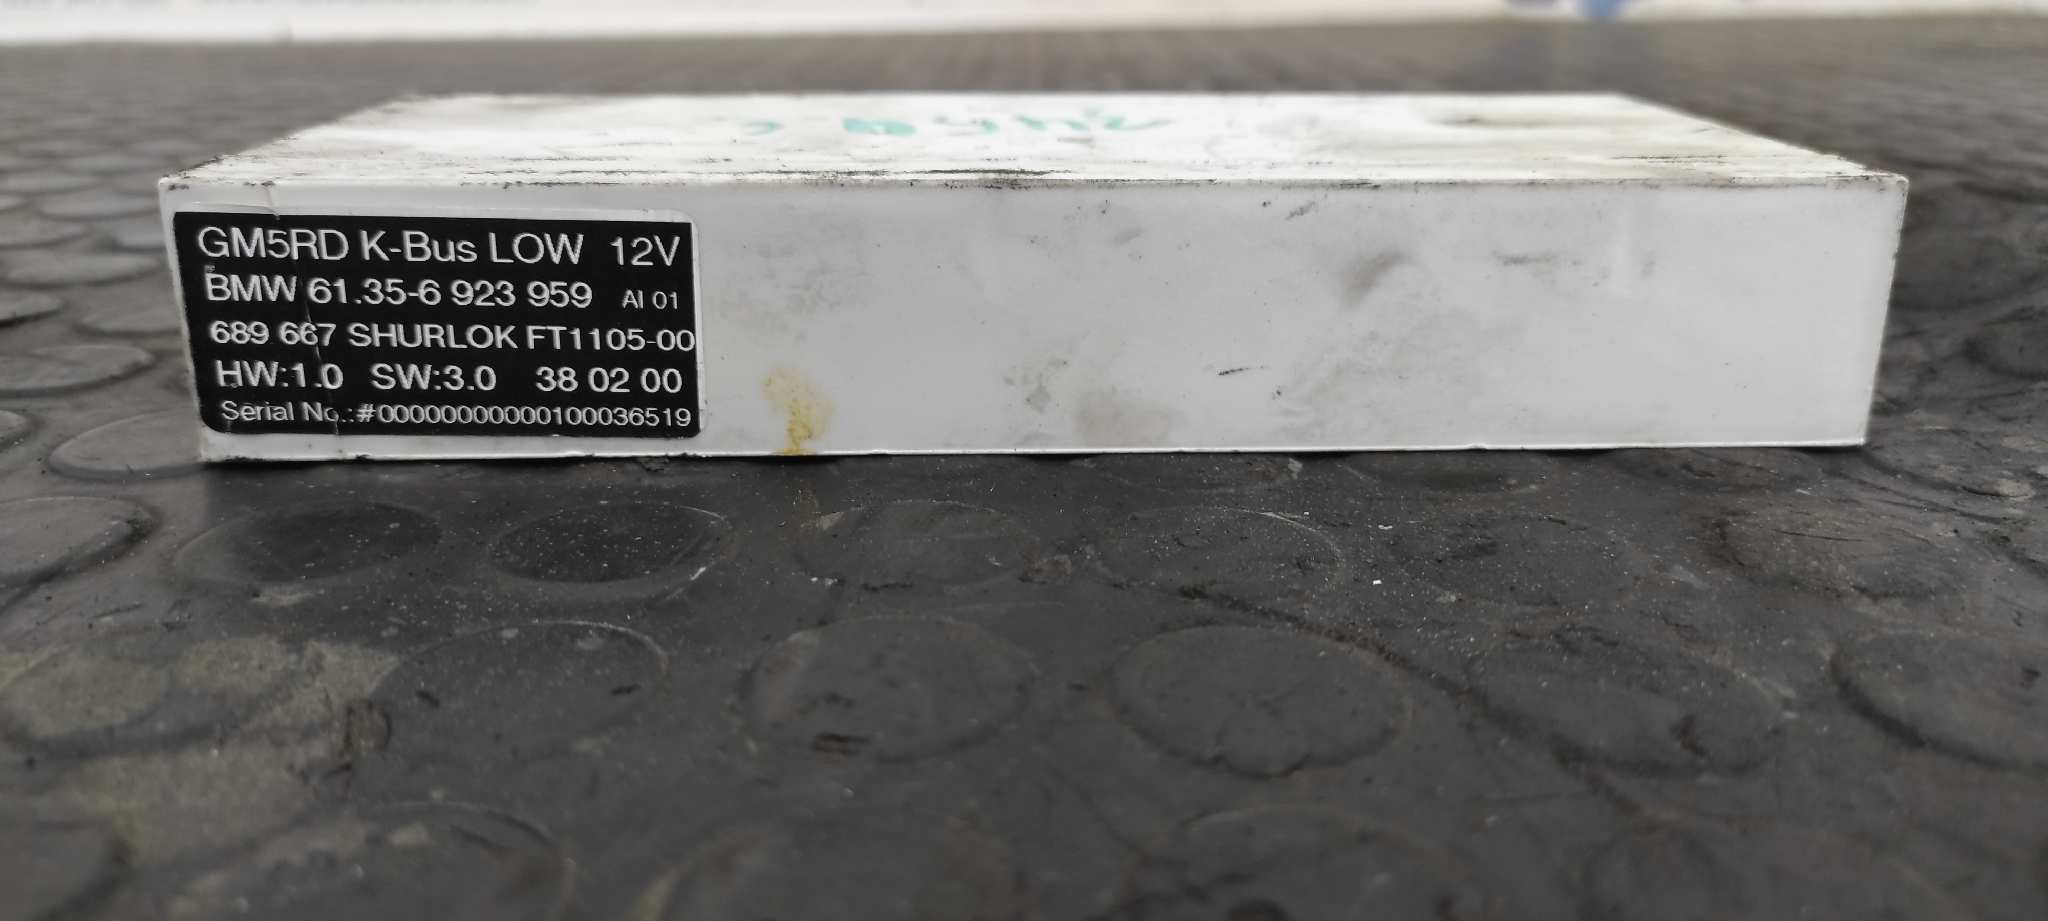 GM5RD K-Bus LOW 12V
BMW 61.35-6 923 959 AI 01
689 667 SHURLOK FT1105-00
HW:1.0 SW:3.0 38 02 00
Serial No.:#00000000000100036519